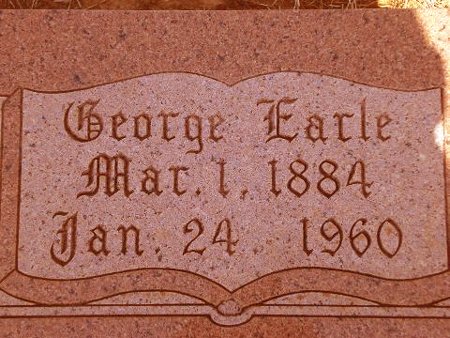 George Earle
Mar. 1, 1884
Jan. 24 1960